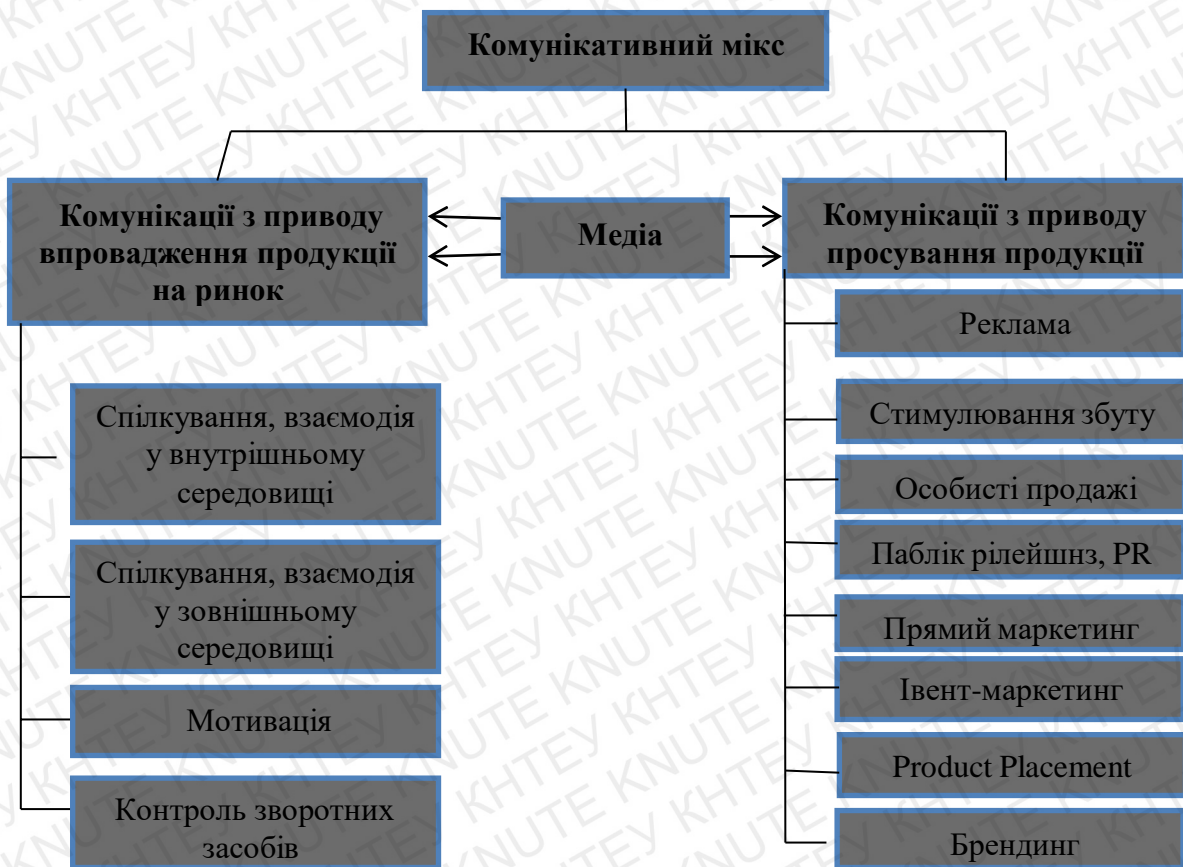 Комунікативний мікс
Комунікації з приводу
впровадження продукції
на ринок
Медіа
Комунікації з приводу
просування продукції
Спілкування, взаємодія
у внутрішньому
середовищі
Спілкування, взаємодія
у зовнішньому
середовищі
Мотивація
Контроль зворотних
засобів
Реклама
Стимулювання збуту
Особисті продажі
Паблік рілейшнз, PR
Прямий маркетинг
Івент-маркетинг
Product Placement
Брендинг